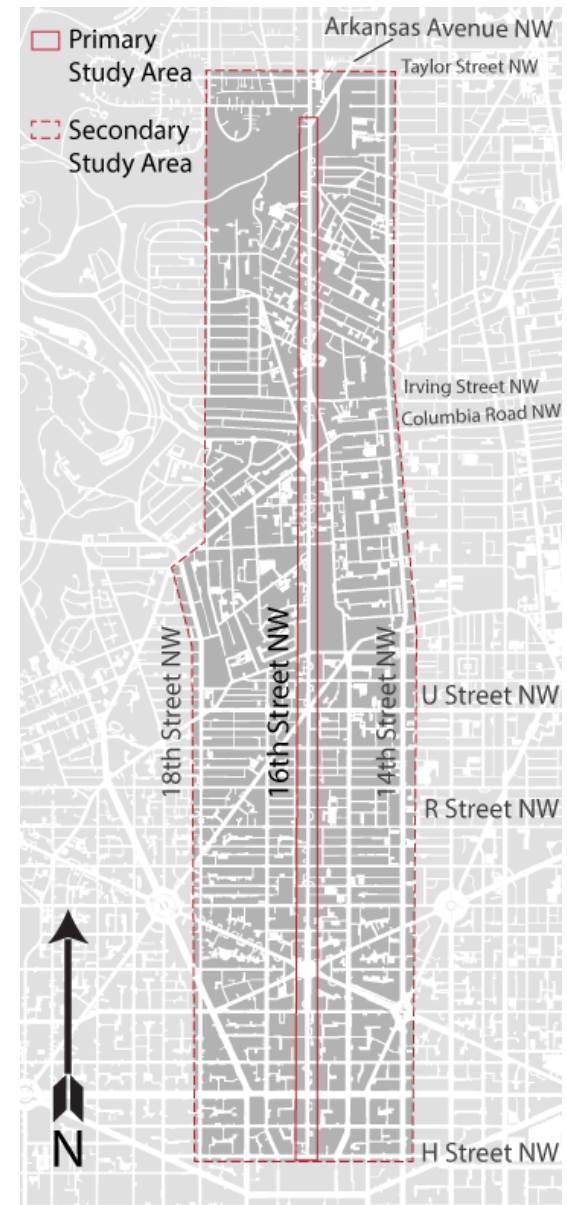 Arkansas Avenue NW
Primary
Study Area
Taylor Street NW
Secondary
Study Area
Irving Street NW
Columbia Road NW
18th Street NW
16th Street NW
14th Street NW
U Street NW
R Street NW
N
H Street NW